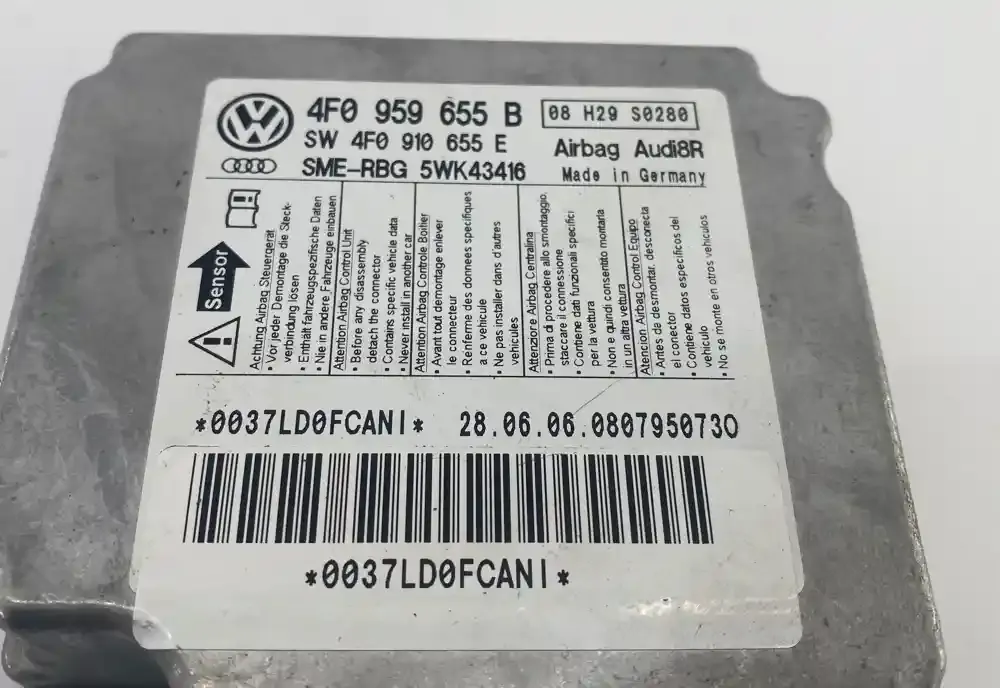 4F0 959 655 B
08 H29 S0280
SW 4F0 910 655 E
Airbag Audi8R
SME-RBG 5WK43416
Made in Germany
Sensor
Achtung Airbag Steuergerät
• Vor jeder Demontage die Steck-
verbindung lösen
• Enthält fahrzeugspezifische Daten
• Nie in andere Fahrzeuge einbauen
Attention Airbag Control Unit
• Before any disassembly
detach the connector
• Contains specific vehicle data
• Never install in another car
Attention Airbag Controle Boitier
• Avant tout demontage enlever
le connecteur
• Renferme des donnees specifiques
a ce vehicule
• Ne pas installer dans d'autres
vehicules
Attenzione Airbag Centralina
• Prima di procedere allo smontaggio,
staccare il connessione
• Contiene dati funzionali specifici
per la vettura
• Non e quindi consentito montarla
in un altra vettura
Atencion Airbag Control Equipo
• Antes de desmontar, desconecta
el conector
• Contiene datos especificos del
vehiculo
• No se monte en otros vehiculos
*0037LD0FCANI* 28.06.06.0807950730
*0037LD0FCANI*